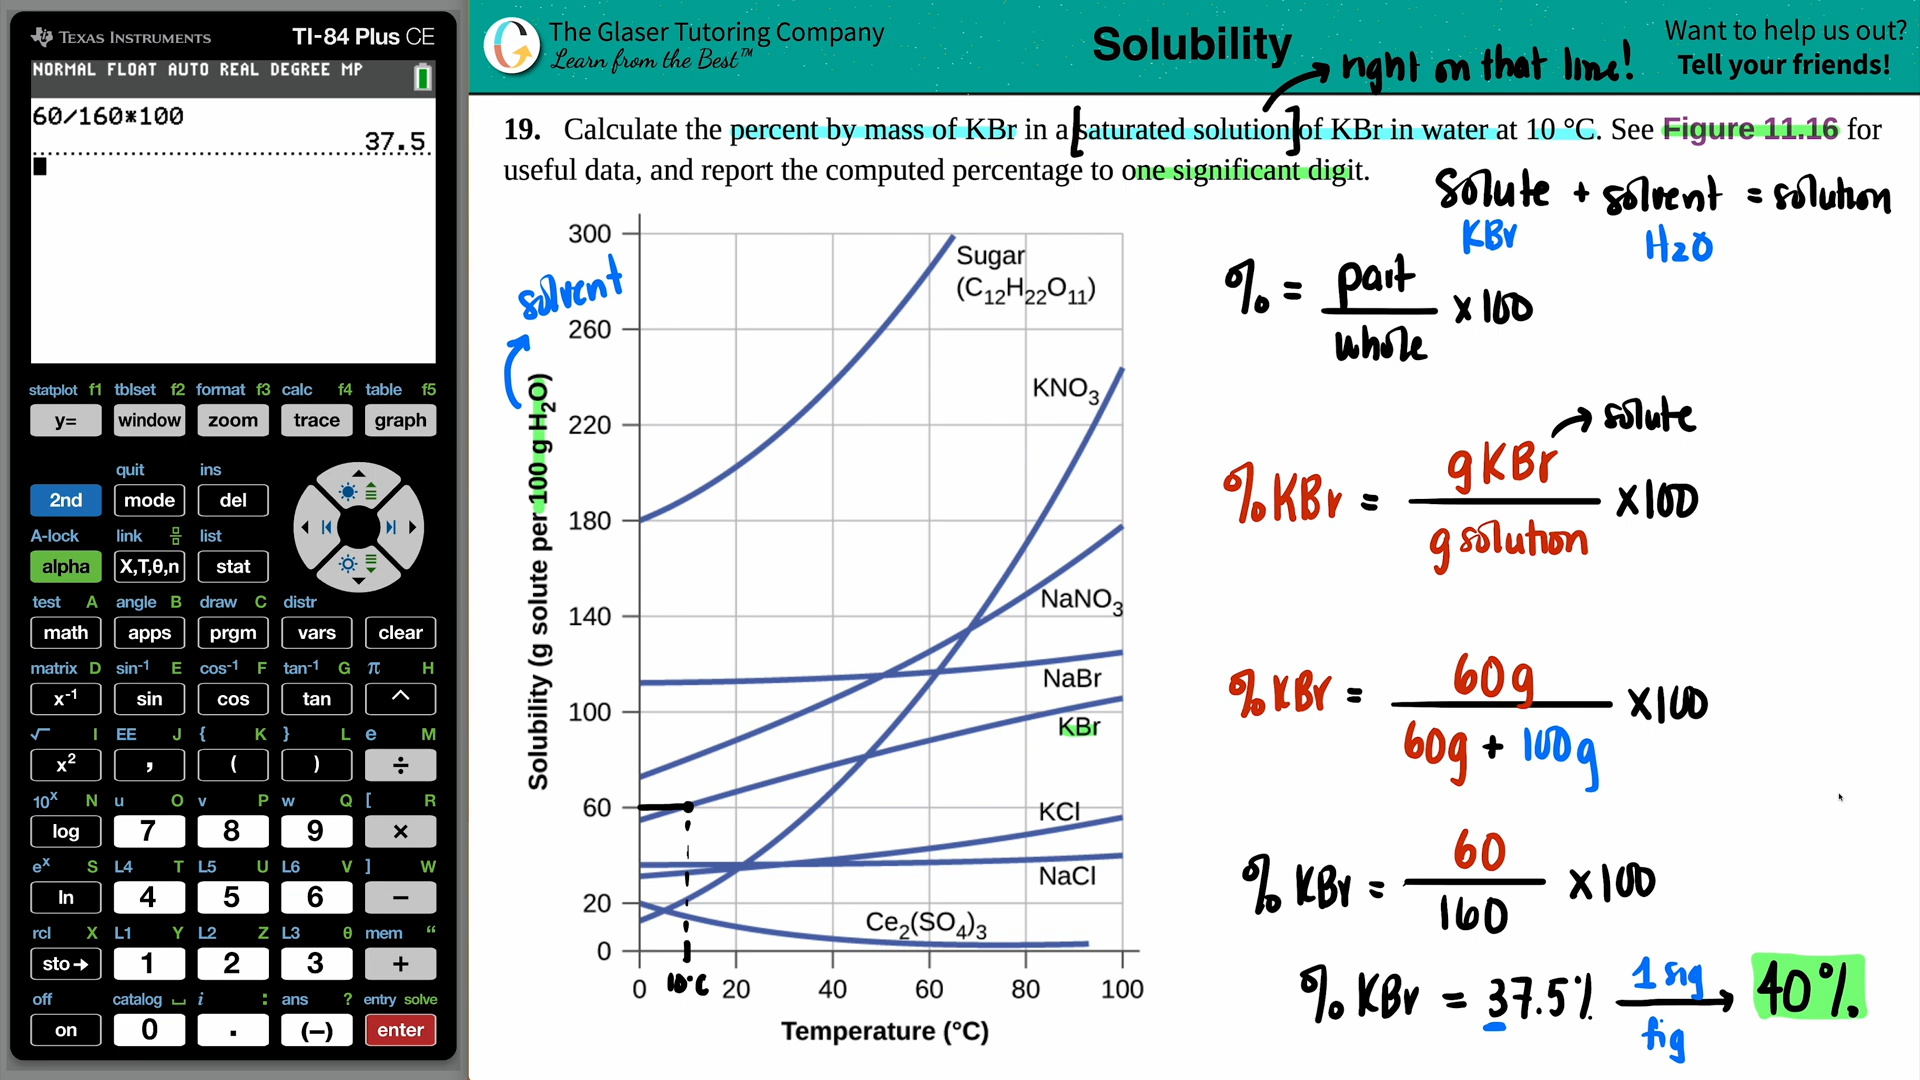 TEXAS INSTRUMENTS TI-84 Plus CE
NORMAL FLOAT AUTO REAL DEGREE MP
60/160*100
37.5
statplot f1 tblset f2 format f3 calc f4 table f5
y= window zoom trace graph
quit ins
2nd mode del
A-lock link list
alpha X,T,θ,n stat
test A angle B draw C distr
math apps prgm vars clear
matrix D sin⁻¹ E cos⁻¹ F tan⁻¹ G π H
x⁻¹ sin cos tan ^
√ I EE J { K } L e M
x² , ( ) ÷
10ˣ N u O v P w Q [ R
log 7 8 9 ×
eˣ S L4 T L5 U L6 V ] W
ln 4 5 6 −
rcl X L1 Y L2 Z L3 θ mem “
sto→ 1 2 3 +
off catalog ⎵ i : ans ? entry solve
on 0 . (−) enter
The Glaser Tutoring Company
Learn from the Best™
Solubility
Want to help us out?
Tell your friends!
right on that line!
19. Calculate the percent by mass of KBr in a [saturated solution] of KBr in water at 10 °C. See Figure 11.16 for
useful data, and report the computed percentage to one significant digit.
solute + solvent = solution
KBr H₂O
% = part / whole x 100
solvent
Solubility (g solute per 100 g H₂O)
300
260
220
180
140
100
60
20
0
Sugar
(C₁₂H₂₂O₁₁)
KNO₃
NaNO₃
NaBr
KBr
KCl
NaCl
Ce₂(SO₄)₃
0 10°C 20 40 60 80 100
Temperature (°C)
solute
% KBr = g KBr / g solution x100
% KBr = 60g / 60g + 100g x100
% KBr = 60 / 160 x100
% KBr = 37.5% 1 sig fig → 40%